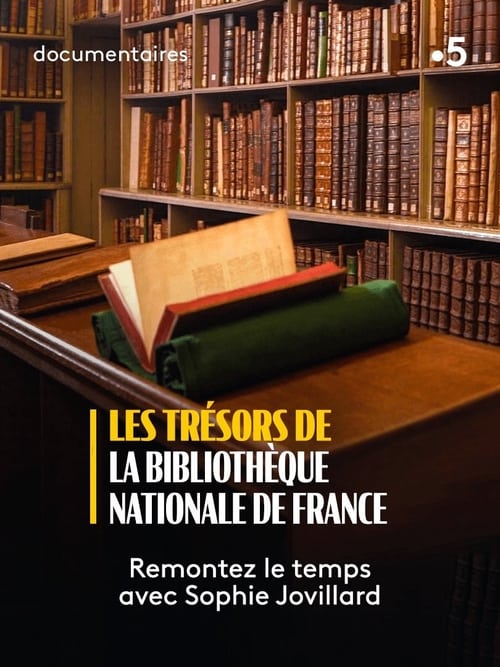 documentaires
•5
LES TRÉSORS DE
LA BIBLIOTHÈQUE
NATIONALE DE FRANCE
Remontez le temps
avec Sophie Jovillard